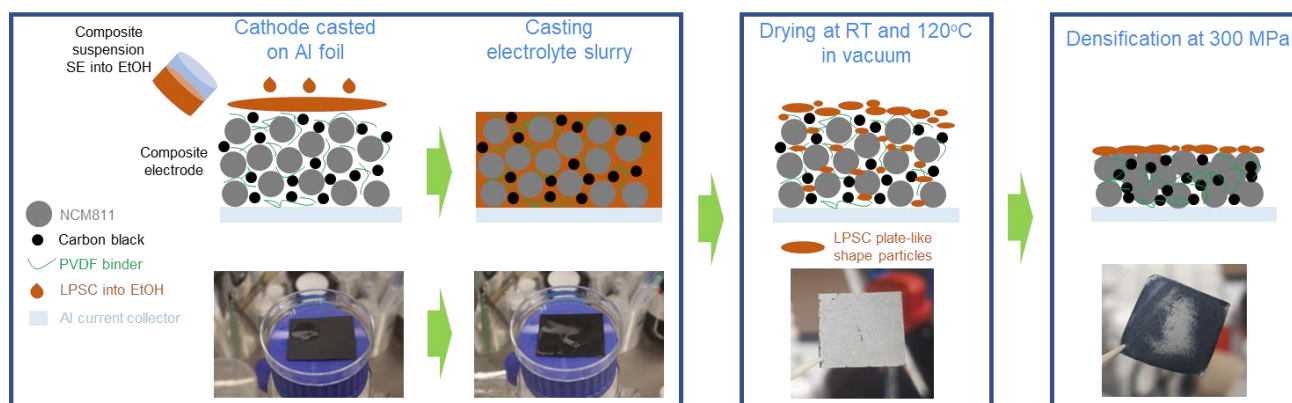 Composite
suspension
SE into EtOH
Cathode casted
on Al foil
Casting
electrolyte slurry
Composite
electrode
NCM811
Carbon black
PVDF binder
LPSC into EtOH
Al current collector
Drying at RT and 120°C
in vacuum
LPSC plate-like
shape particles
Densification at 300 MPa